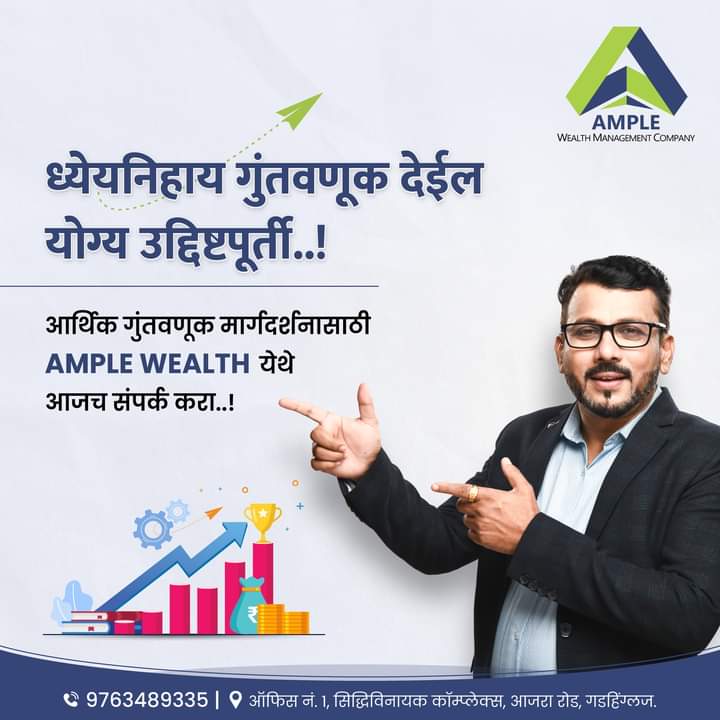 AMPLE
WEALTH MANAGEMENT COMPANY
ध्येयनिहाय गुंतवणूक देईल
योग्य उद्दिष्टपूर्ती..!
आर्थिक गुंतवणूक मार्गदर्शनासाठी
AMPLE WEALTH येथे
आजच संपर्क करा..!
₹
9763489335 | ऑफिस नं. १, सिद्धिविनायक कॉम्प्लेक्स, आजरा रोड, गडहिंग्लज.